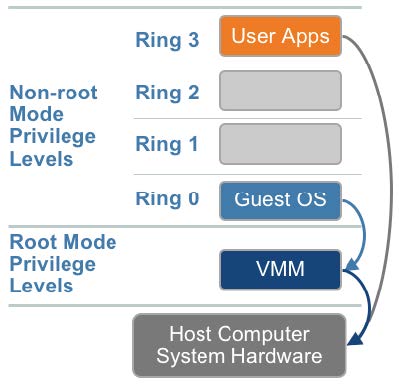 Ring 3
User Apps
Non-root
Mode
Privilege
Levels
Ring 2
Ring 1
Ring 0
Guest OS
Root Mode
Privilege
Levels
VMM
Host Computer
System Hardware